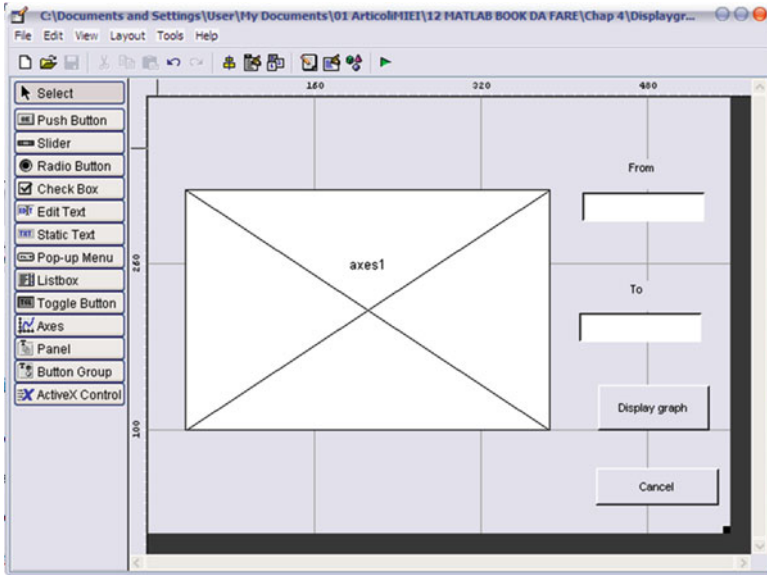 C:\Documents and Settings\User\My Documents\01 ArticoliMIEI\12 MATLAB BOOK DA FARE\Chap 4\Displaygr...
File Edit View Layout Tools Help
Select
Push Button
Slider
Radio Button
Check Box
Edit Text
Static Text
Pop-up Menu
Listbox
Toggle Button
Axes
Panel
Button Group
ActiveX Control
160 320 480
260
100
axes1
From
To
Display graph
Cancel